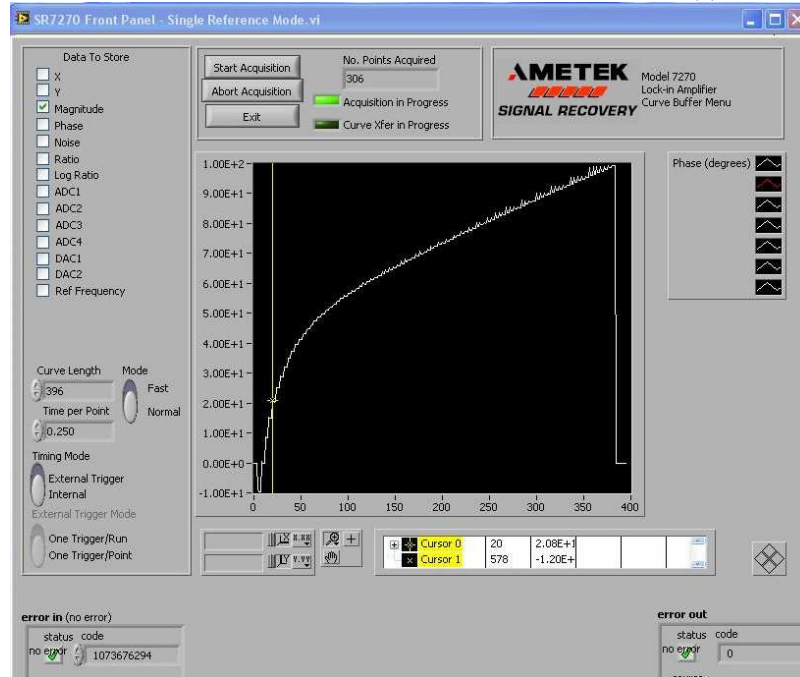 SR7270 Front Panel - Single Reference Mode.vi
Data To Store
X
Y
Magnitude
Phase
Noise
Ratio
Log Ratio
ADC1
ADC2
ADC3
ADC4
DAC1
DAC2
Ref Frequency
Curve Length
396
Mode
Fast
Normal
Time per Point
0.250
Timing Mode
External Trigger
Internal
External Trigger Mode
One Trigger/Run
One Trigger/Point
Start Acquisition
Abort Acquisition
Exit
No. Points Acquired
306
Acquisition in Progress
Curve Xfer in Progress
AMETEK
SIGNAL RECOVERY
Model 7270
Lock-in Amplifier
Curve Buffer Menu
1.00E+2
9.00E+1
8.00E+1
7.00E+1
6.00E+1
5.00E+1
4.00E+1
3.00E+1
2.00E+1
1.00E+1
0.00E+0
-1.00E+1
0 50 100 150 200 250 300 350 400
Phase (degrees)
X X.XX
Y Y.YY
Cursor 0 20 2.08E+1
Cursor 1 578 -1.20E+
error in (no error)
status code
no error 1073676294
error out
status code
no error 0